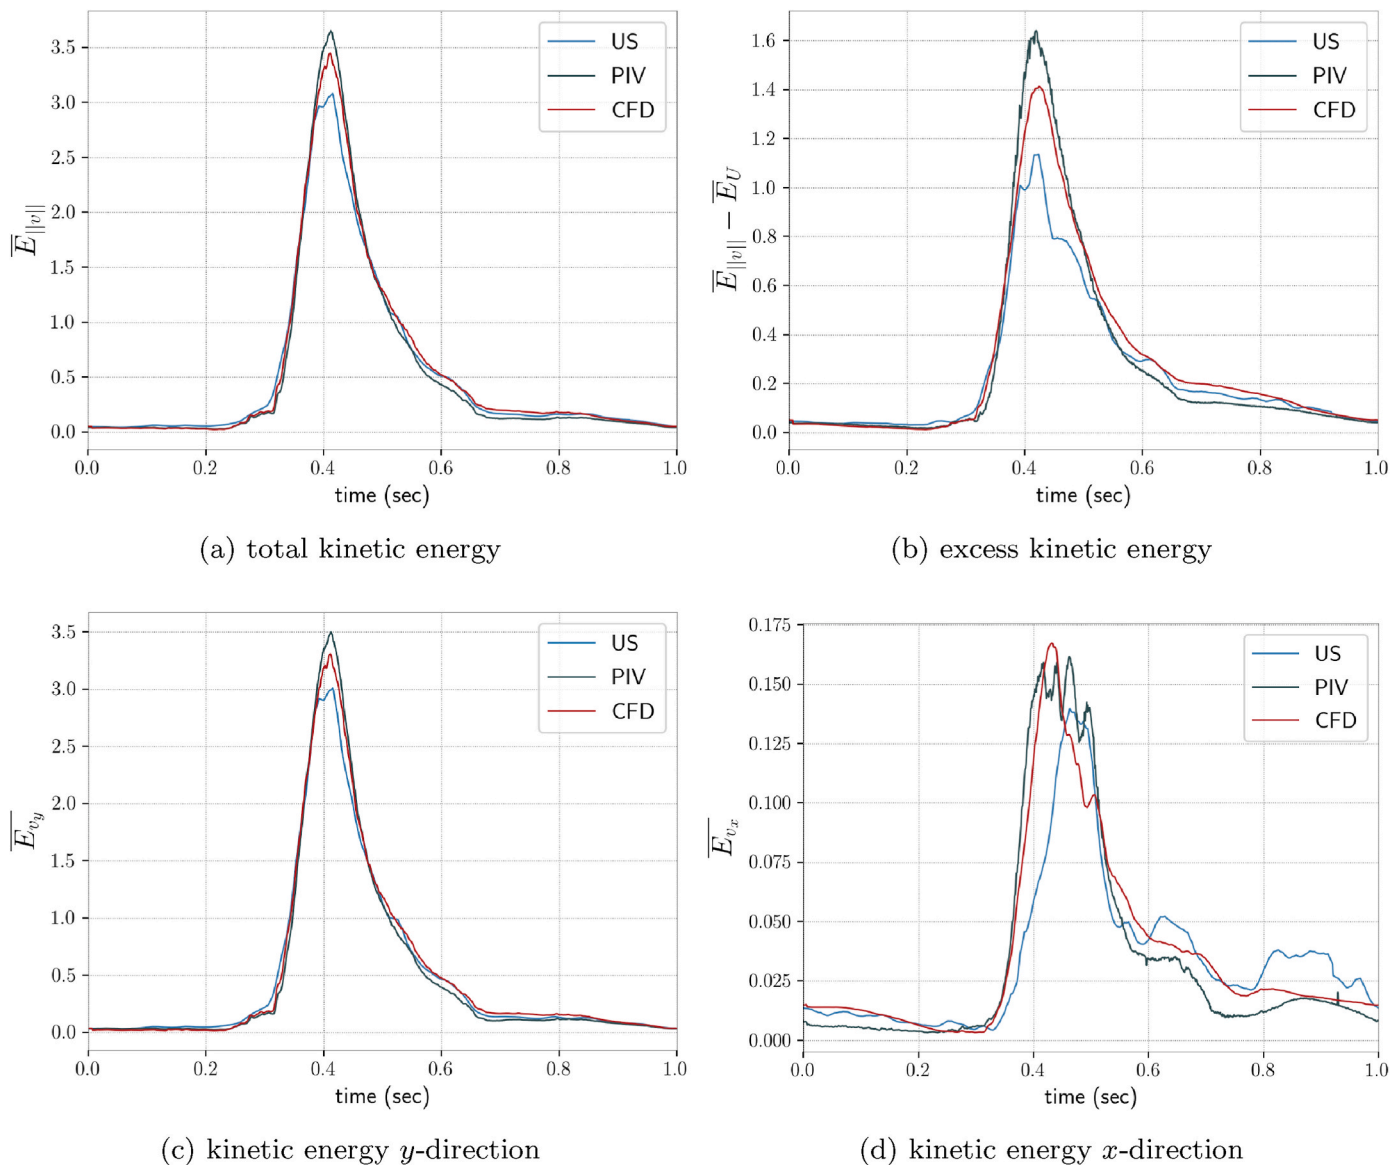 3.5
3.0
2.5
2.0
1.5
1.0
0.5
0.0
E̅||v||
US
PIV
CFD
0.0 0.2 0.4 0.6 0.8 1.0
time (sec)
(a) total kinetic energy
1.6
1.4
1.2
1.0
0.8
0.6
0.4
0.2
0.0
E̅||v|| − E̅U
US
PIV
CFD
0.0 0.2 0.4 0.6 0.8 1.0
time (sec)
(b) excess kinetic energy
3.5
3.0
2.5
2.0
1.5
1.0
0.5
0.0
E̅vy
US
PIV
CFD
0.0 0.2 0.4 0.6 0.8 1.0
time (sec)
(c) kinetic energy y-direction
0.175
0.150
0.125
0.100
0.075
0.050
0.025
0.000
E̅vx
US
PIV
CFD
0.0 0.2 0.4 0.6 0.8 1.0
time (sec)
(d) kinetic energy x-direction